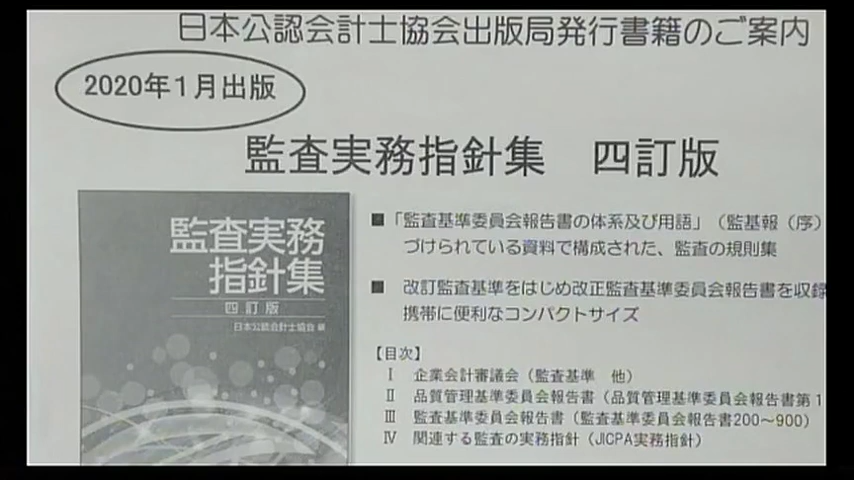 日本公認会計士協会出版局発行書籍のご案内
2020年1月出版
監査実務指針集 四訂版
監査実務
指針集
四訂版
日本公認会計士協会 編
■ 「監査基準委員会報告書の体系及び用語」（監基報（序）
づけられている資料で構成された、監査の規則集
■ 改訂監査基準をはじめ改正監査基準委員会報告書を収録
携帯に便利なコンパクトサイズ
【目次】
Ⅰ 企業会計審議会（監査基準 他）
Ⅱ 品質管理基準委員会報告書（品質管理基準委員会報告書第1
Ⅲ 監査基準委員会報告書（監査基準委員会報告書200～900）
Ⅳ 関連する監査の実務指針（JICPA実務指針）